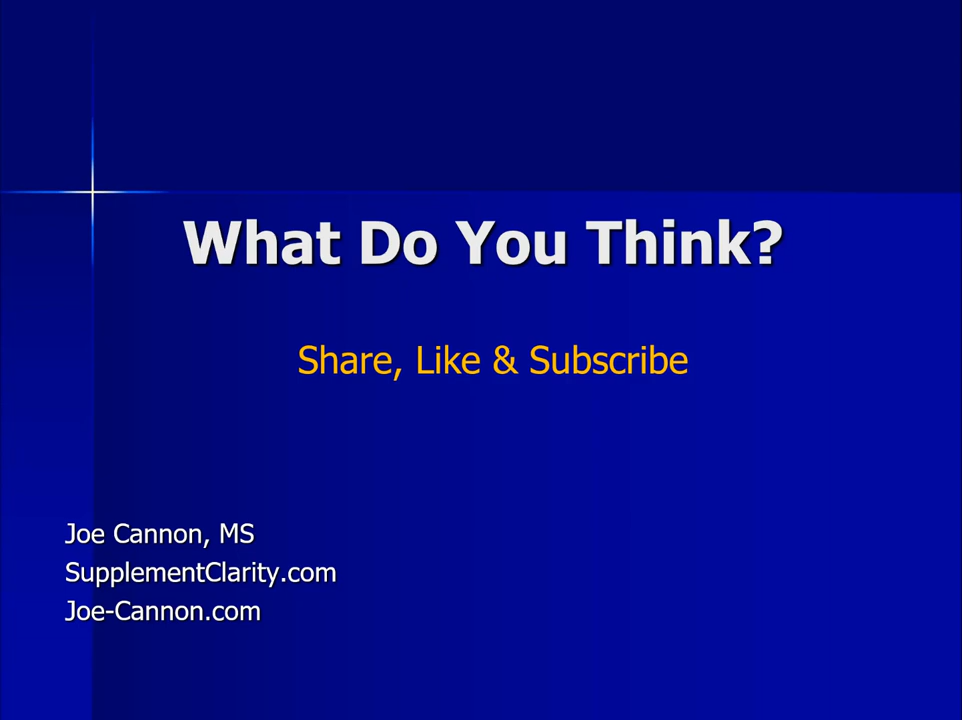 What Do You Think?
Share, Like & Subscribe
Joe Cannon, MS
SupplementClarity.com
Joe-Cannon.com